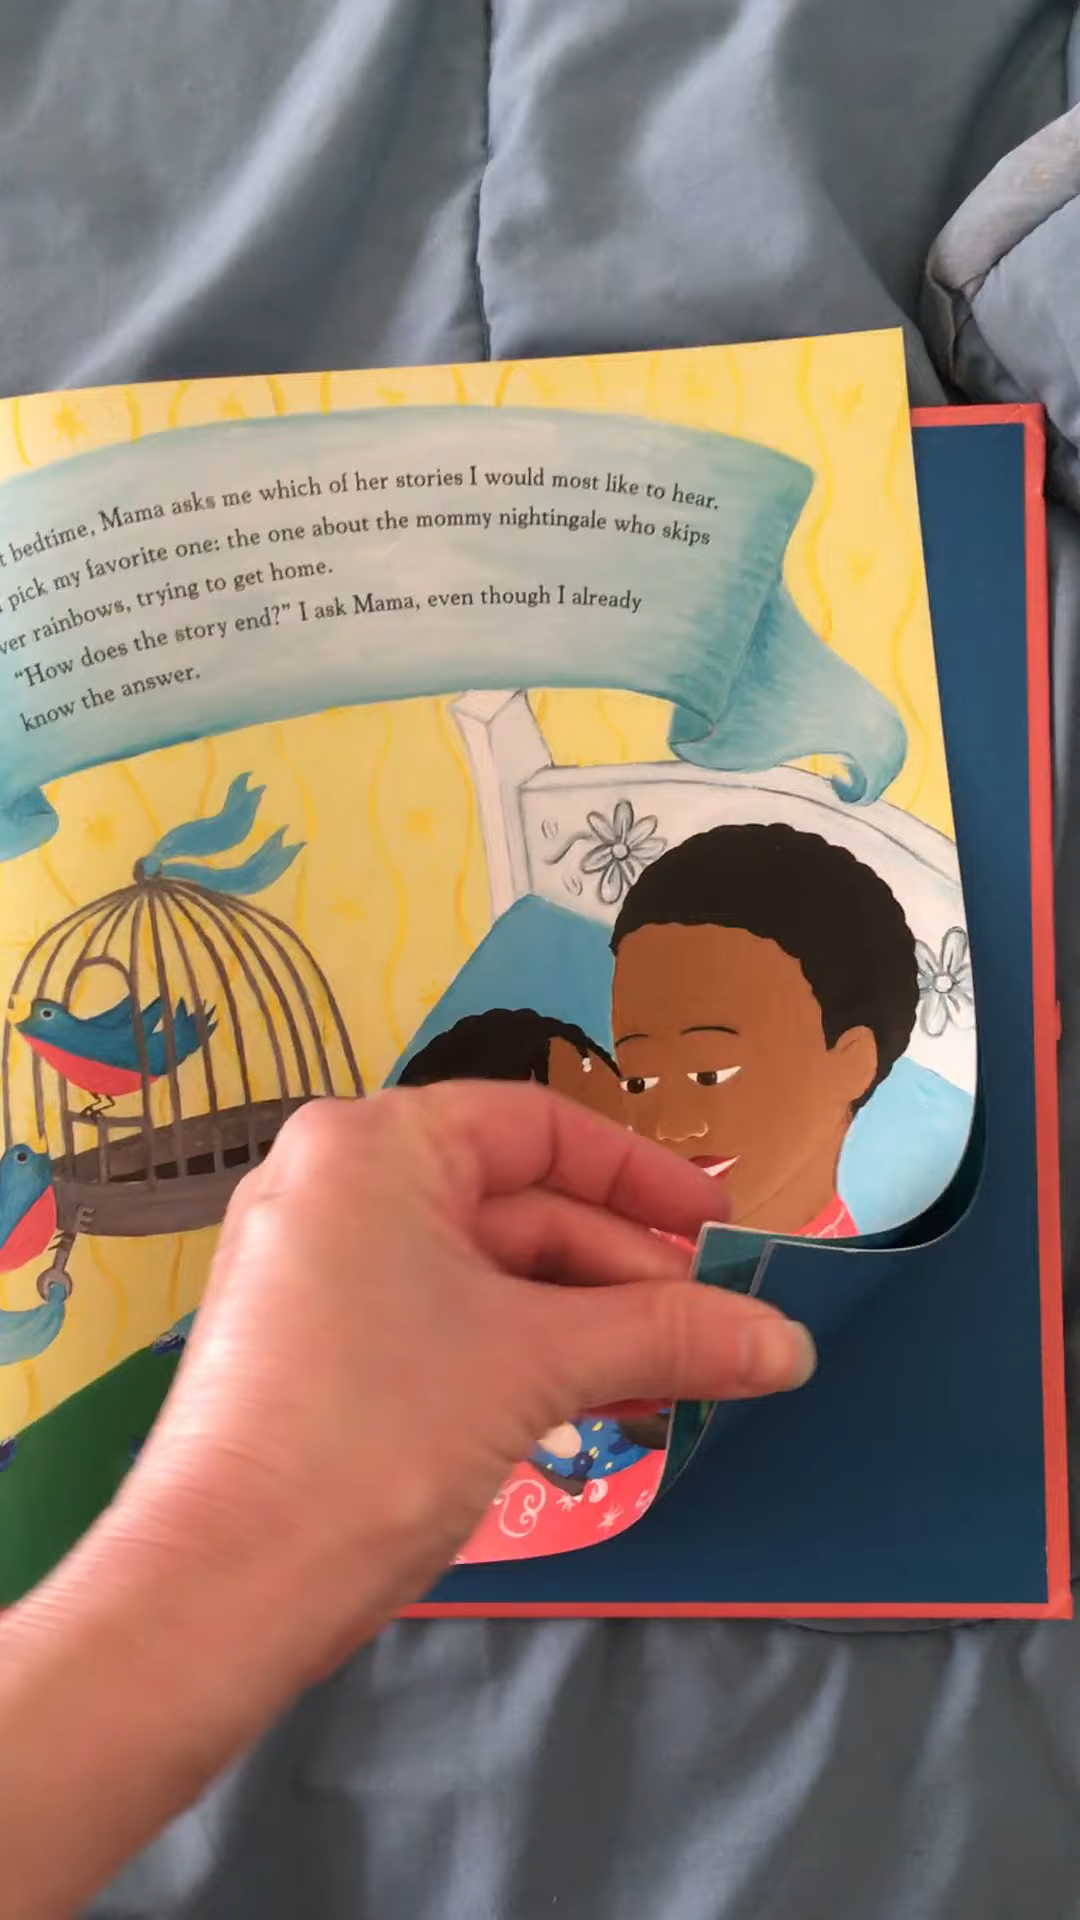 bedtime, Mama asks me which of her stories I would most like to hear.
pick my favorite one: the one about the mommy nightingale who skips
rainbows, trying to get home.
"How does the story end?" I ask Mama, even though I already
know the answer.